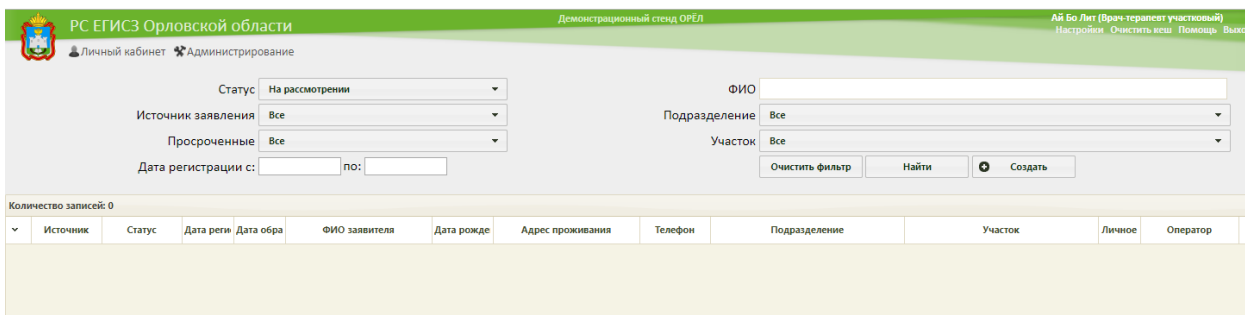 РС ЕГИСЗ Орловской области
Демонстрационный стенд ОРЁЛ
Ай Бо Лит (Врач-терапевт участковый)
Настройки Очистить кеш Помощь Выхо
Личный кабинет Администрирование
Статус На рассмотрении ФИО
Источник заявления Все Подразделение Все
Просроченные Все Участок Все
Дата регистрации с: по: Очистить фильтр Найти Создать
Количество записей: 0
Источник Статус Дата реги Дата обра ФИО заявителя Дата рожде Адрес проживания Телефон Подразделение Участок Личное Оператор